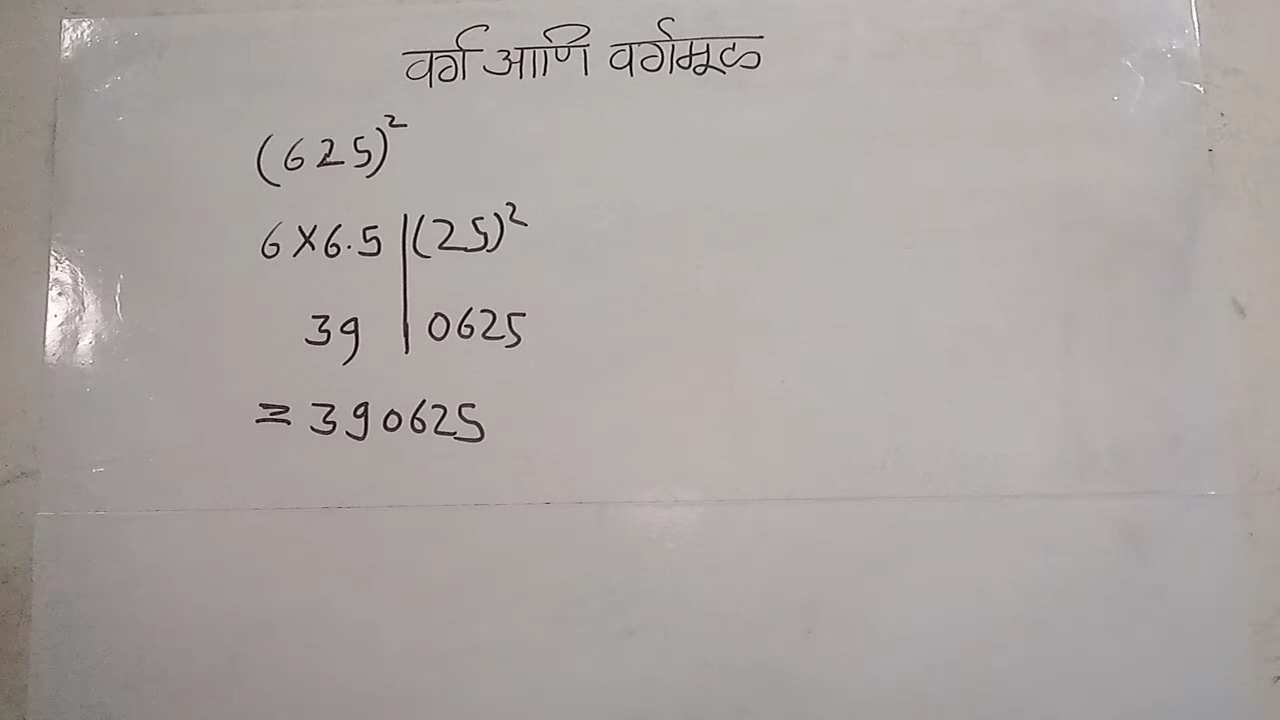 वर्ग आणि वर्गमूळ
(625)²
6×6.5 | (25)²
39 | 0625
= 390625